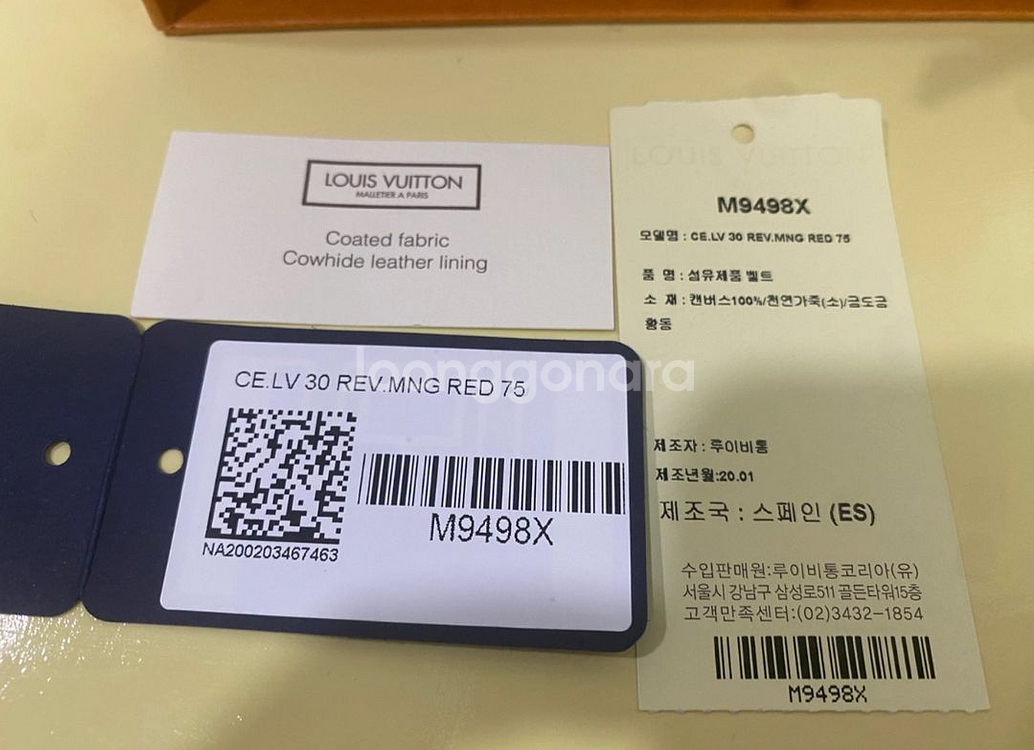 LOUIS VUITTON
MALLETIER A PARIS
Coated fabric
Cowhide leather lining
CE.LV 30 REV.MNG RED 75
NA200203467463
M9498X
joonggonara
LOUIS VUITTON
M9498X
모델명 : CE.LV 30 REV.MNG RED 75
품 명 : 섬유제품 벨트
소 재 : 캔버스100%/천연가죽(소)/금도금
황동
제조자 : 루이비통
제조년월:20.01
제조국 : 스페인 (ES)
수입판매원:루이비통코리아(유)
서울시 강남구 삼성로511 골든타워15층
고객만족센터:(02)3432-1854
M9498X